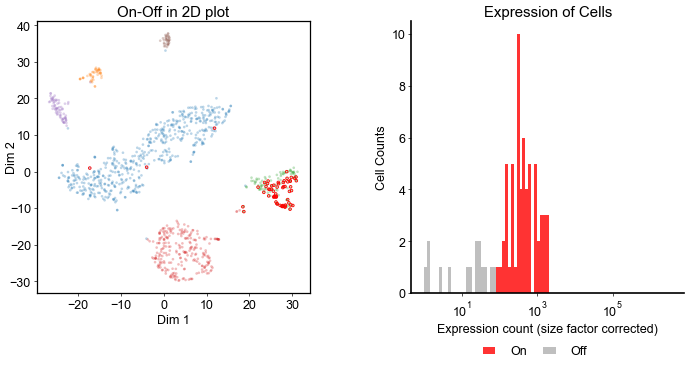 On-Off in 2D plot
Dim 2
40
30
20
10
0
−10
−20
−30
−20 −10 0 10 20 30
Dim 1
Expression of Cells
Cell Counts
10
8
6
4
2
0
10^1 10^3 10^5
Expression count (size factor corrected)
On Off